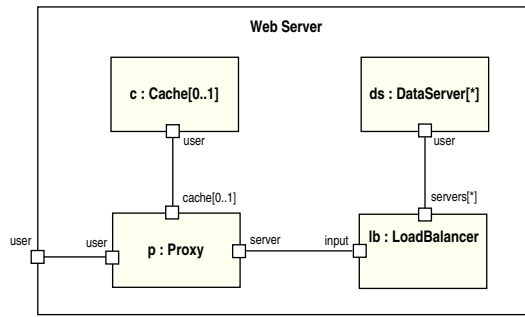 Web Server
c : Cache[0..1]
ds : DataServer[*]
user
user
cache[0..1]
servers[*]
user
user
p : Proxy
server
input
lb : LoadBalancer